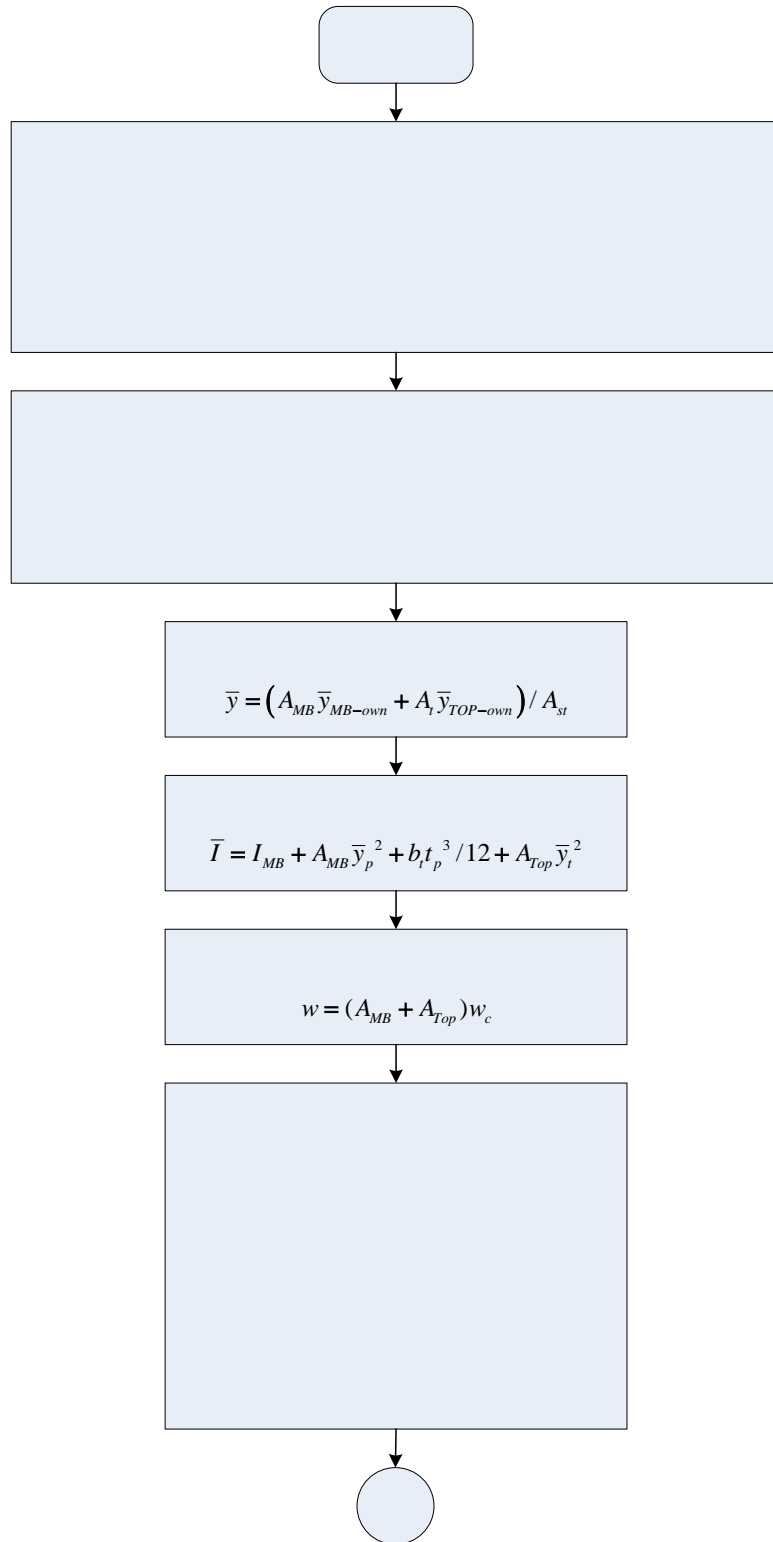 y̅ = (A_MB y̅_MB−own + A_t y̅_TOP−own) / A_st
I̅ = I_MB + A_MB y̅_p² + b_t t_p³ /12 + A_Top y̅_t²
w = (A_MB + A_Top)w_c